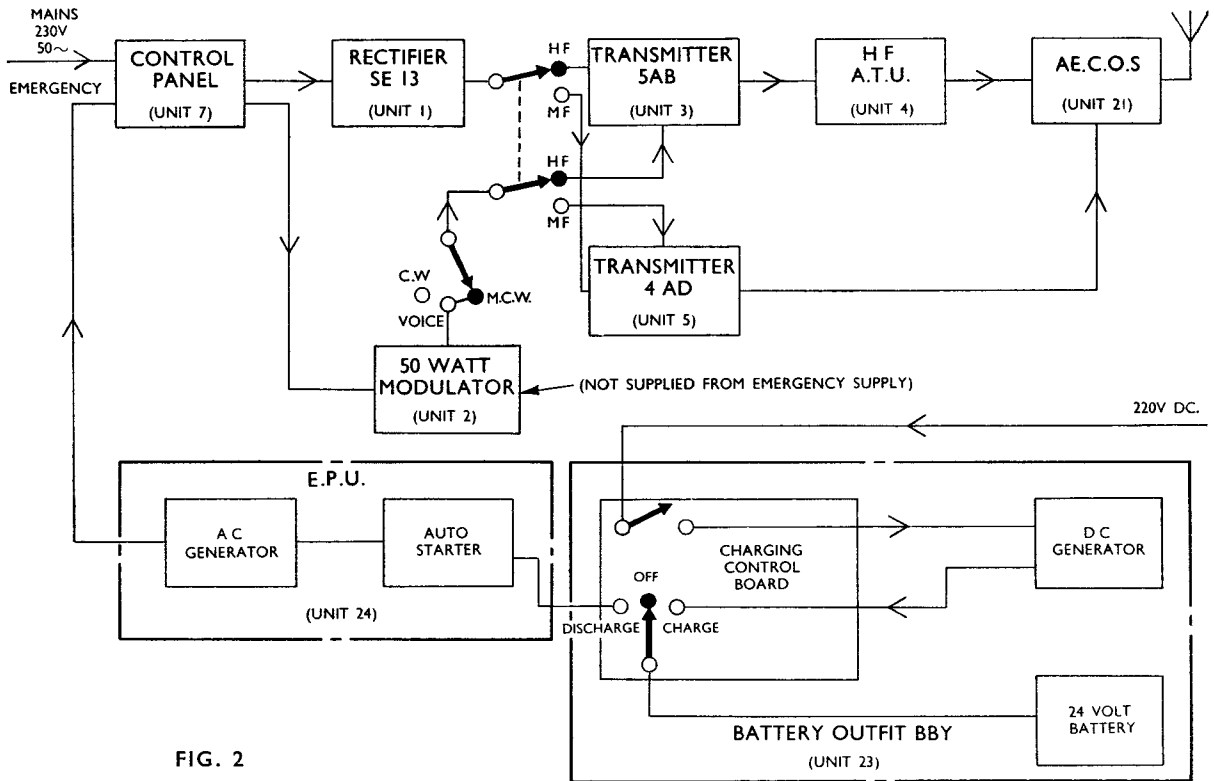 MAINS
230V
50~
EMERGENCY
CONTROL
PANEL
(UNIT 7)
RECTIFIER
SE 13
(UNIT 1)
HF
MF
TRANSMITTER
5AB
(UNIT 3)
H F
A.T.U.
(UNIT 4)
AE.C.O.S
(UNIT 21)
HF
MF
C.W
M.C.W.
VOICE
TRANSMITTER
4 AD
(UNIT 5)
50 WATT
MODULATOR
(UNIT 2)
(NOT SUPPLIED FROM EMERGENCY SUPPLY)
220V DC.
E.P.U.
A C
GENERATOR
AUTO
STARTER
(UNIT 24)
CHARGING
CONTROL
BOARD
OFF
DISCHARGE
CHARGE
D C
GENERATOR
24 VOLT
BATTERY
BATTERY OUTFIT BBY
(UNIT 23)
FIG. 2